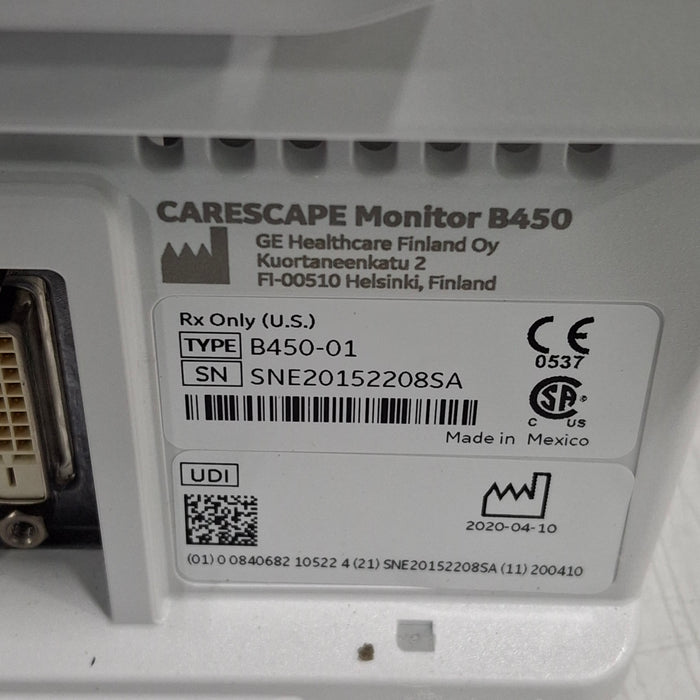 CARESCAPE Monitor B450
GE Healthcare Finland Oy
Kuortaneenkatu 2
FI-00510 Helsinki, Finland
Rx Only (U.S.)
TYPE B450-01
SN SNE20152208SA
CE
0537
SA
C US
Made in Mexico
UDI
2020-04-10
(01) 0 0840682 10522 4 (21) SNE20152208SA (11) 200410